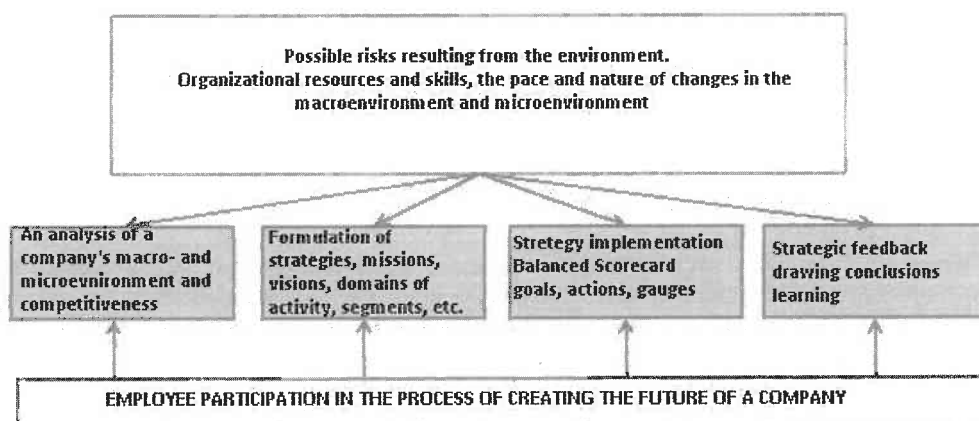 Possible risks resulting from the environment.
Organizational resources and skills, the pace and nature of changes in the
macroenvironment and microenvironment
An analysis of a
company's macro- and
microevnironment and
competitiveness
Formulation of
strategies, missions,
visions, domains of
activity, segments, etc.
Stretegy implementation
Balanced Scorecard
goals, actions, gauges
Strategic feedback
drawing conclusions
learning
EMPLOYEE PARTICIPATION IN THE PROCESS OF CREATING THE FUTURE OF A COMPANY